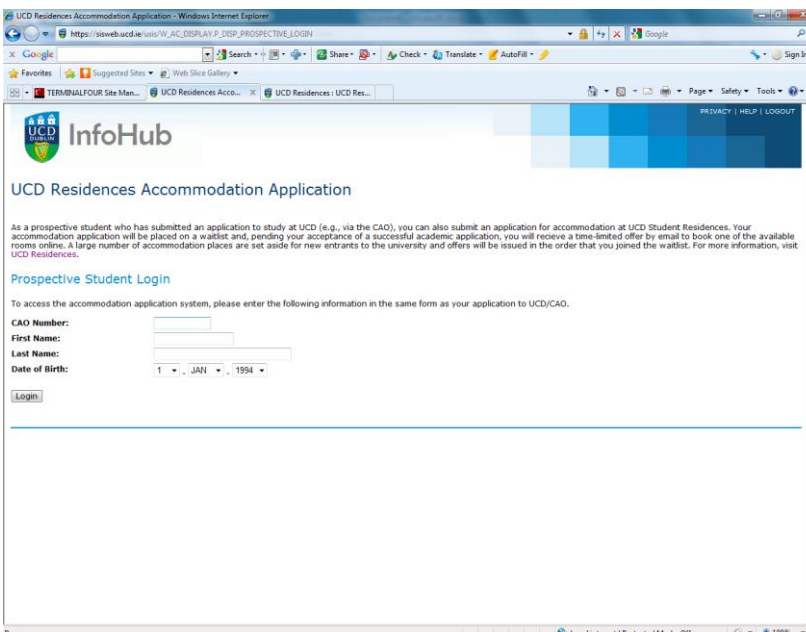 UCD Residences Accommodation Application - Windows Internet Explorer
https://sisweb.ucd.ie/usis/W_AC_DISPLAY.P_DISP_PROSPECTIVE_LOGIN
Google
x Google Search Share Check Translate AutoFill Sign In
Favorites Suggested Sites Web Slice Gallery
TERMINALFOUR Site Man... UCD Residences Acco... X UCD Residences : UCD Res... Page Safety Tools
PRIVACY | HELP | LOGOUT
UCD
DUBLIN
InfoHub
UCD Residences Accommodation Application
As a prospective student who has submitted an application to study at UCD (e.g., via the CAO), you can also submit an application for accommodation at UCD Student Residences. Your
accommodation application will be placed on a waitlist and, pending your acceptance of a successful academic application, you will recieve a time-limited offer by email to book one of the available
rooms online. A large number of accommodation places are set aside for new entrants to the university and offers will be issued in the order that you joined the waitlist. For more information, visit
UCD Residences.
Prospective Student Login
To access the accommodation application system, please enter the following information in the same form as your application to UCD/CAO.
CAO Number:
First Name:
Last Name:
Date of Birth: 1 , JAN , 1994
Login